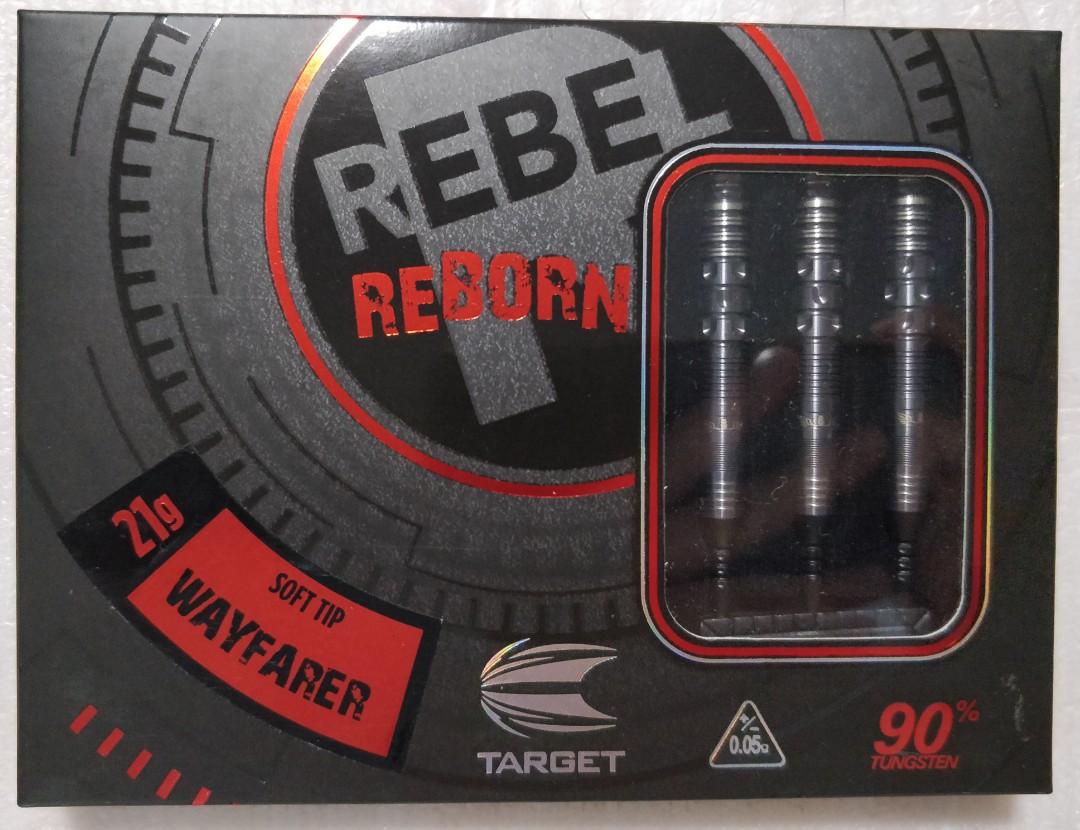 REBEL
REBORN
21g
SOFT TIP
WAYFARER
TARGET
+/-
0.05g
90%
TUNGSTEN